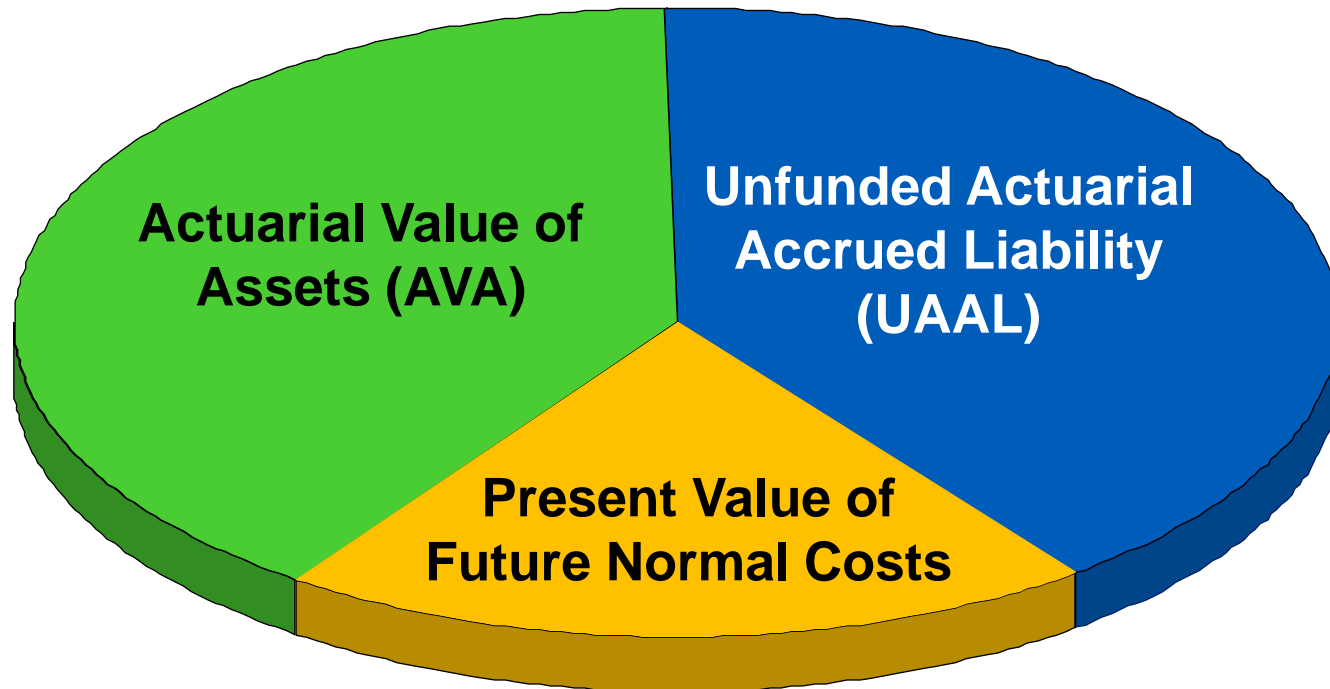 Actuarial Value of
Assets (AVA)
Unfunded Actuarial
Accrued Liability
(UAAL)
Present Value of
Future Normal Costs